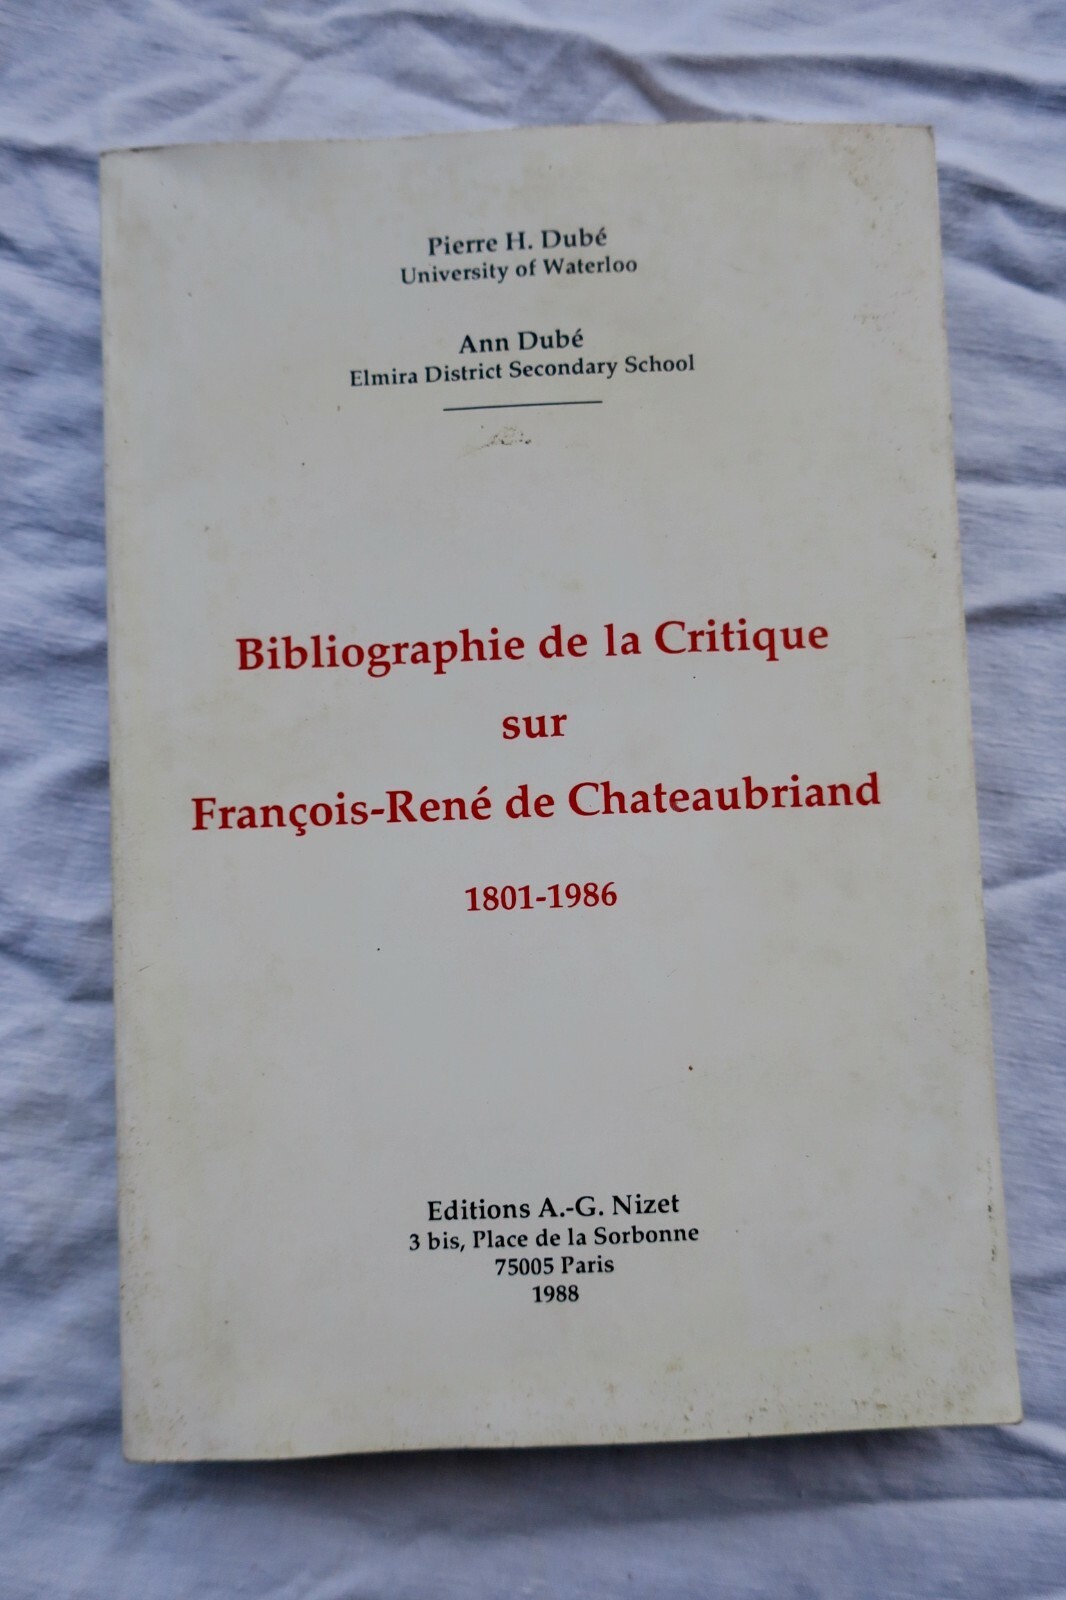 Pierre H. Dubé
University of Waterloo
Ann Dubé
Elmira District Secondary School
Bibliographie de la Critique
sur
François-René de Chateaubriand
1801-1986
Editions A.-G. Nizet
3 bis, Place de la Sorbonne
75005 Paris
1988